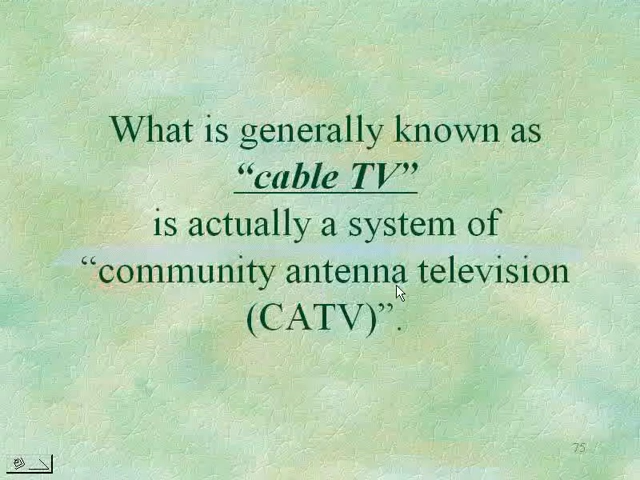 What is generally known as
“cable TV”
is actually a system of
“community antenna television
(CATV)”.
75